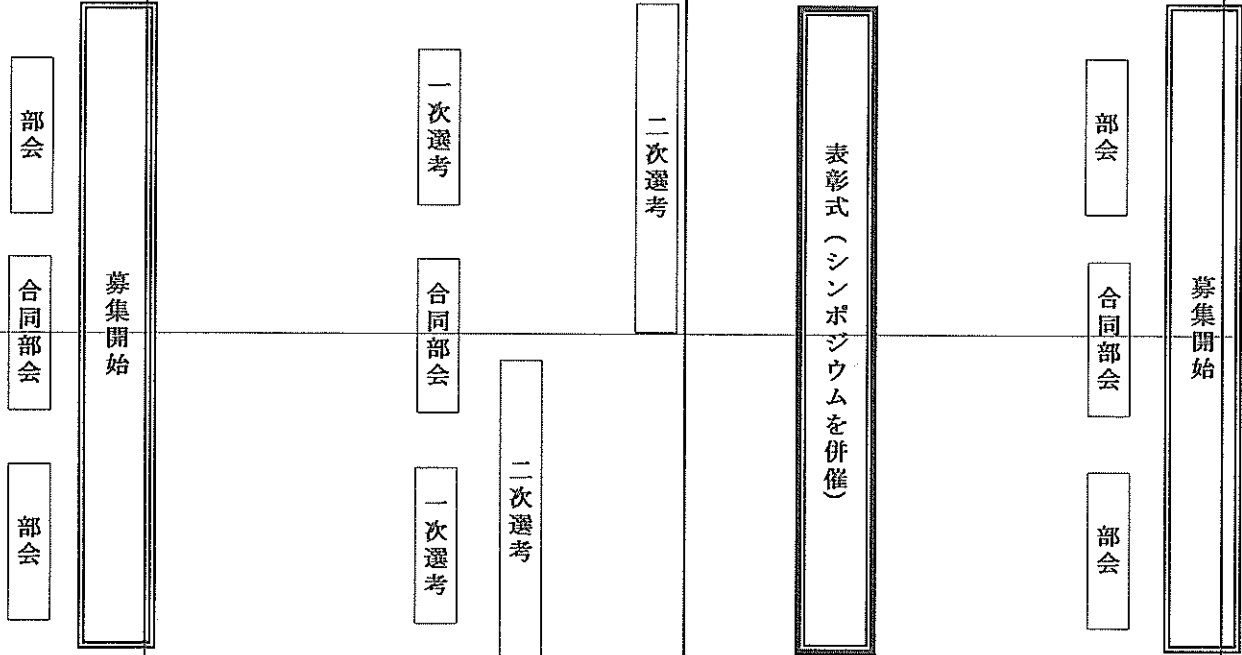 部会
合同部会
部会
募集開始
一次選考
合同部会
一次選考
二次選考
二次選考
表彰式（シンポジウムを併催）
部会
合同部会
部会
募集開始